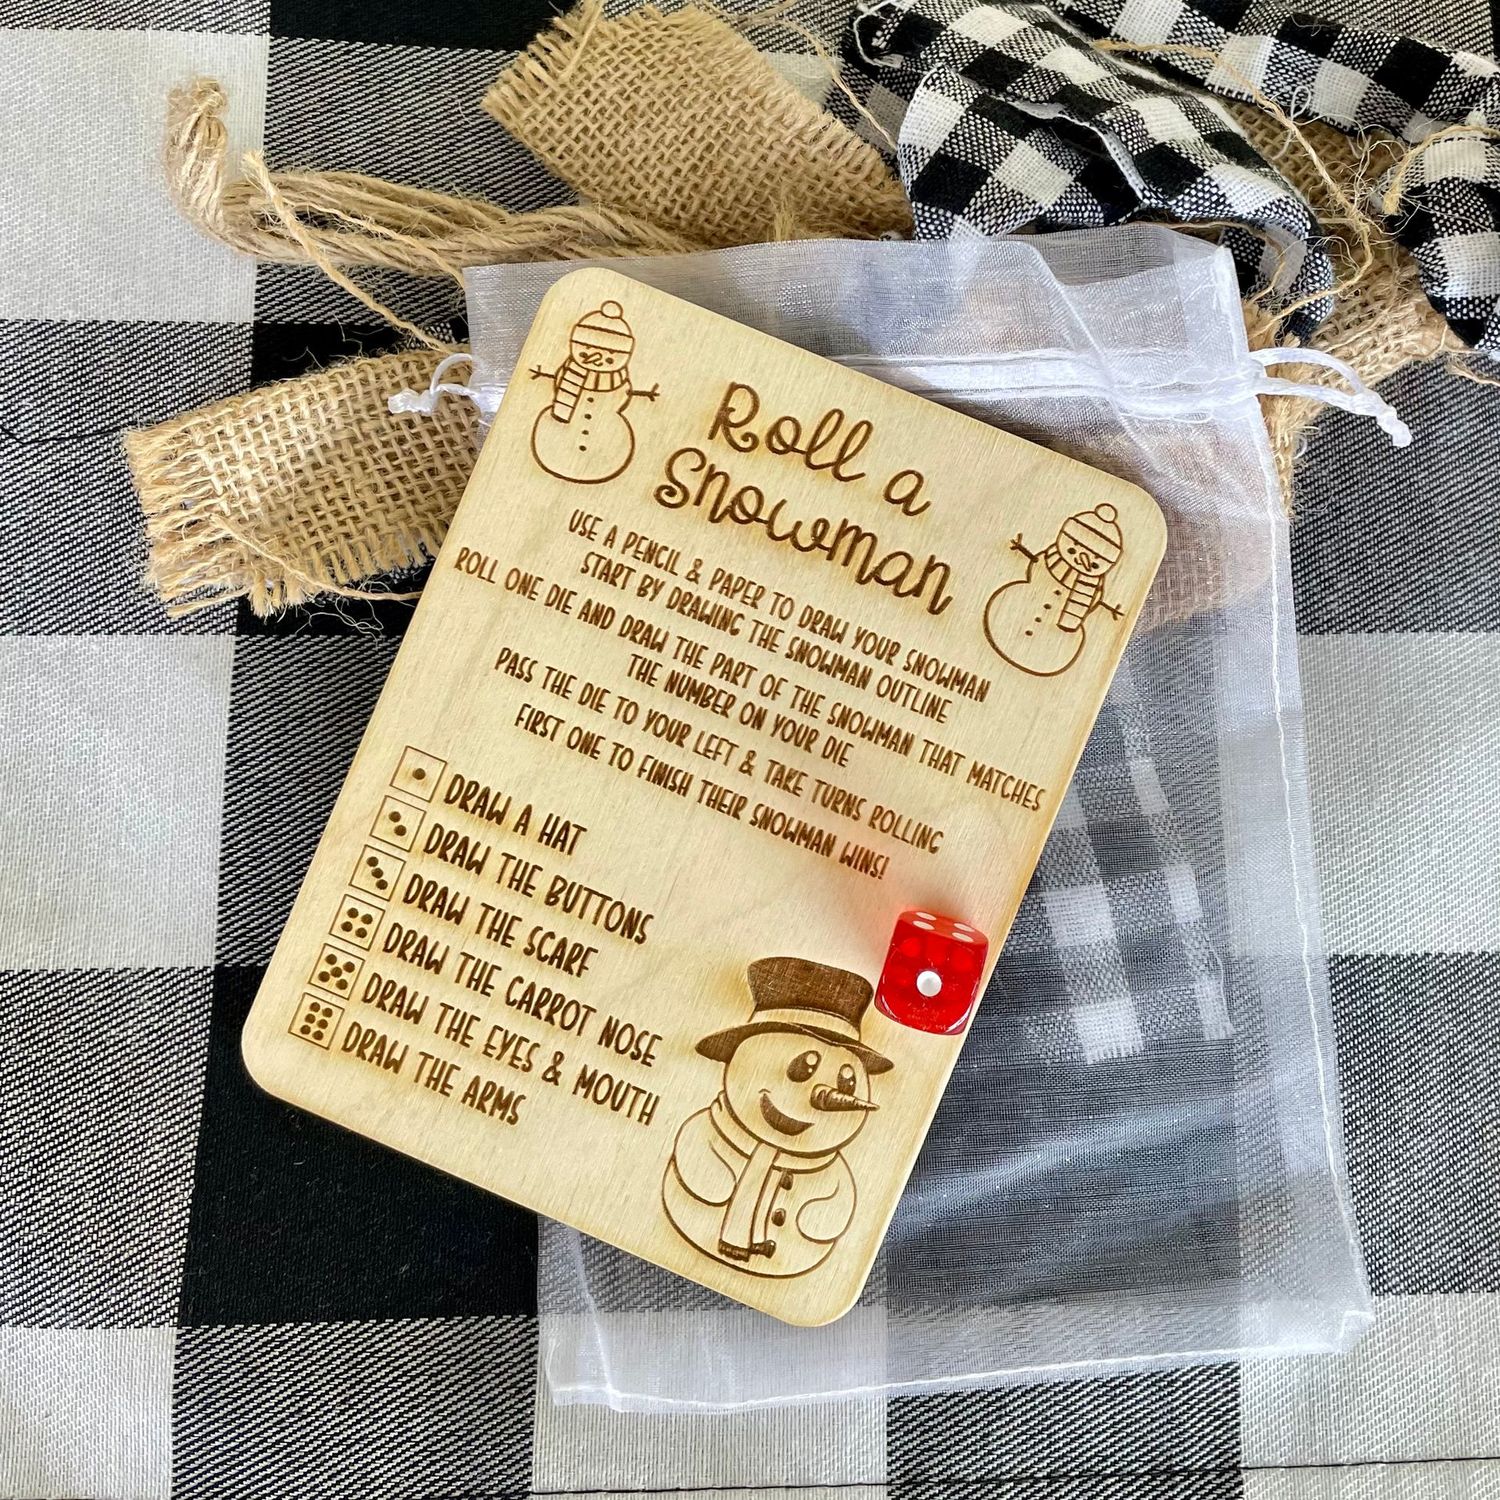 Roll a
Snowman
USE A PENCIL & PAPER TO DRAW YOUR SNOWMAN
START BY DRAWING THE SNOWMAN OUTLINE
ROLL ONE DIE AND DRAW THE PART OF THE SNOWMAN THAT MATCHES
THE NUMBER ON YOUR DIE
PASS THE DIE TO YOUR LEFT & TAKE TURNS ROLLING
FIRST ONE TO FINISH THEIR SNOWMAN WINS!
DRAW A HAT
DRAW THE BUTTONS
DRAW THE SCARF
DRAW THE CARROT NOSE
DRAW THE EYES & MOUTH
DRAW THE ARMS